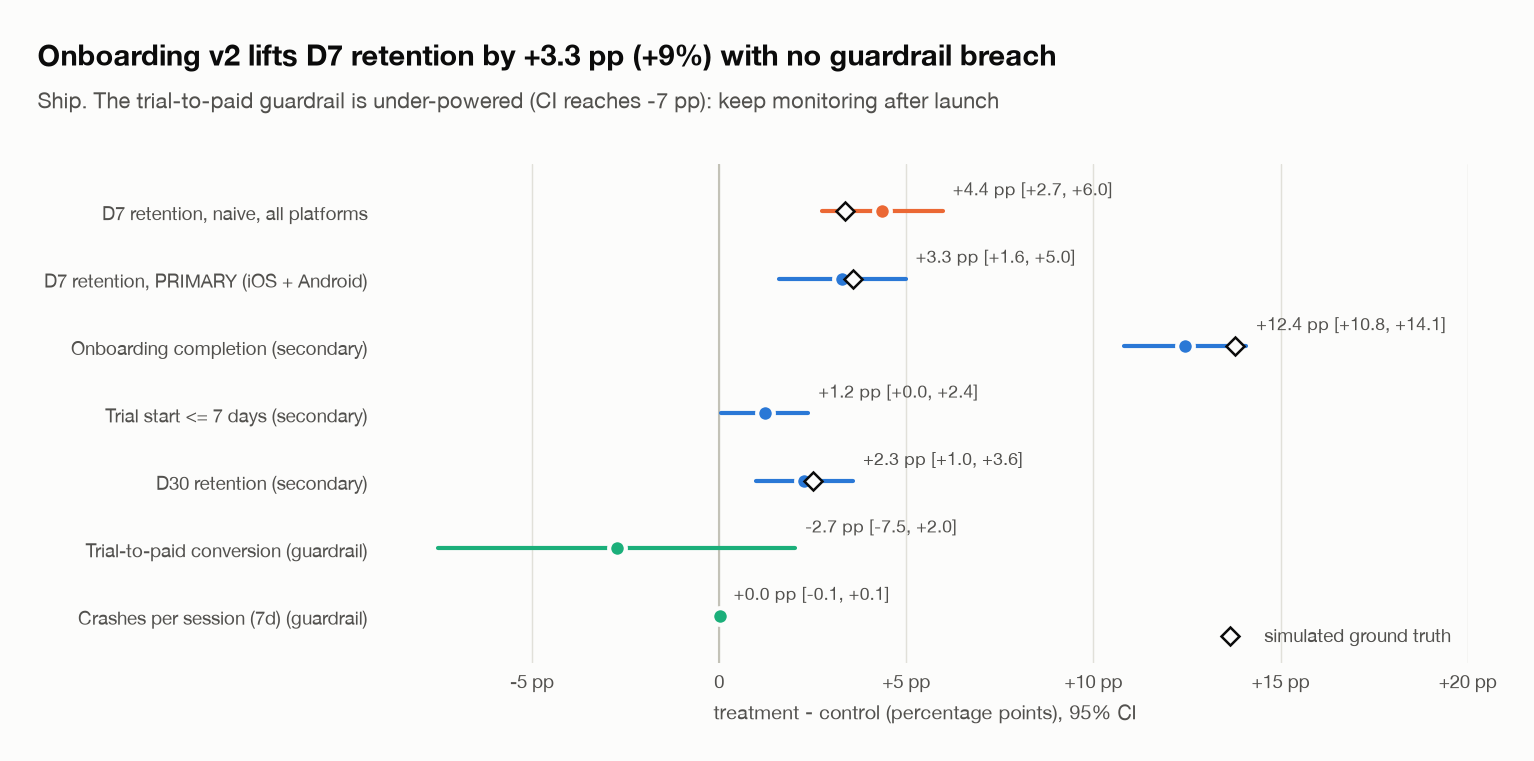 Onboarding v2 lifts D7 retention by +3.3 pp (+9%) with no guardrail breach
Ship. The trial-to-paid guardrail is under-powered (CI reaches -7 pp): keep monitoring after launch
D7 retention, naive, all platforms
+4.4 pp [+2.7, +6.0]
D7 retention, PRIMARY (iOS + Android)
+3.3 pp [+1.6, +5.0]
Onboarding completion (secondary)
+12.4 pp [+10.8, +14.1]
Trial start <= 7 days (secondary)
+1.2 pp [+0.0, +2.4]
D30 retention (secondary)
+2.3 pp [+1.0, +3.6]
Trial-to-paid conversion (guardrail)
-2.7 pp [-7.5, +2.0]
Crashes per session (7d) (guardrail)
+0.0 pp [-0.1, +0.1]
simulated ground truth
-5 pp 0 +5 pp +10 pp +15 pp +20 pp
treatment - control (percentage points), 95% CI